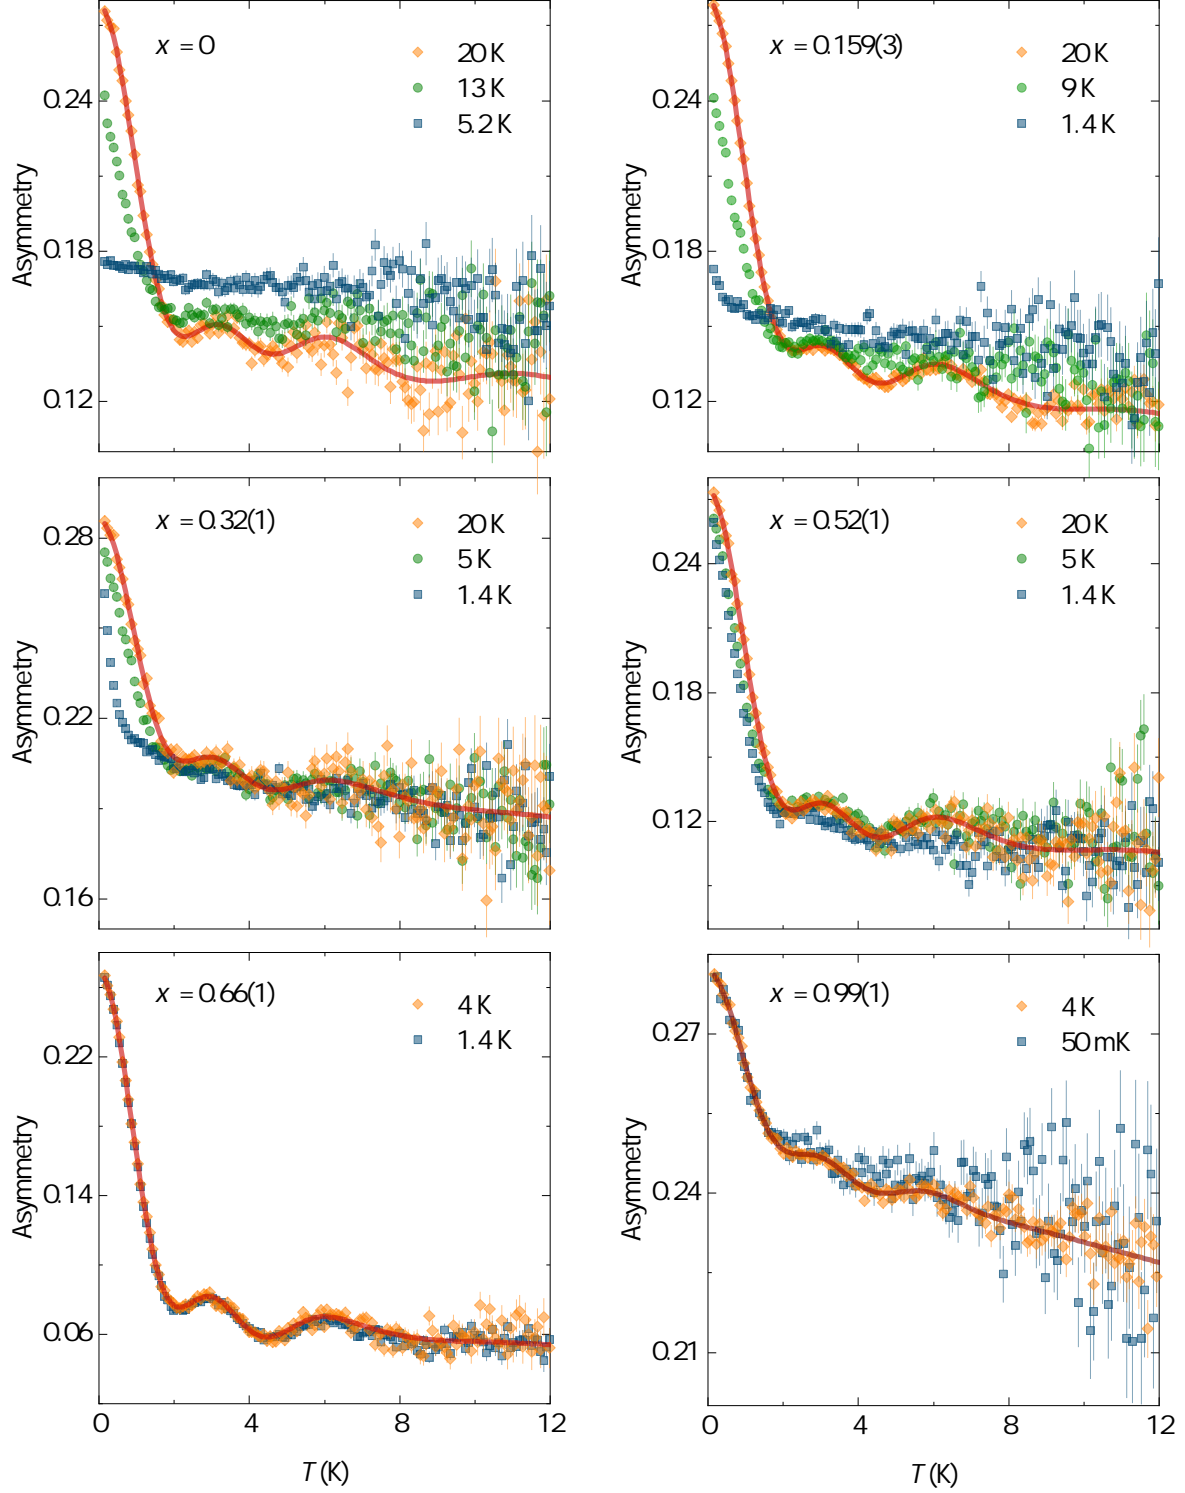 x = 0
20 K
13 K
5.2 K
0.24
0.18
0.12
Asymmetry
x = 0.159(3)
20 K
9 K
1.4 K
0.24
0.18
0.12
Asymmetry
x = 0.32(1)
20 K
5 K
1.4 K
0.28
0.22
0.16
Asymmetry
x = 0.52(1)
20 K
5 K
1.4 K
0.24
0.18
0.12
Asymmetry
x = 0.66(1)
4 K
1.4 K
0.22
0.14
0.06
Asymmetry
0 4 8 12
T (K)
x = 0.99(1)
4 K
50 mK
0.27
0.24
0.21
Asymmetry
0 4 8 12
T (K)